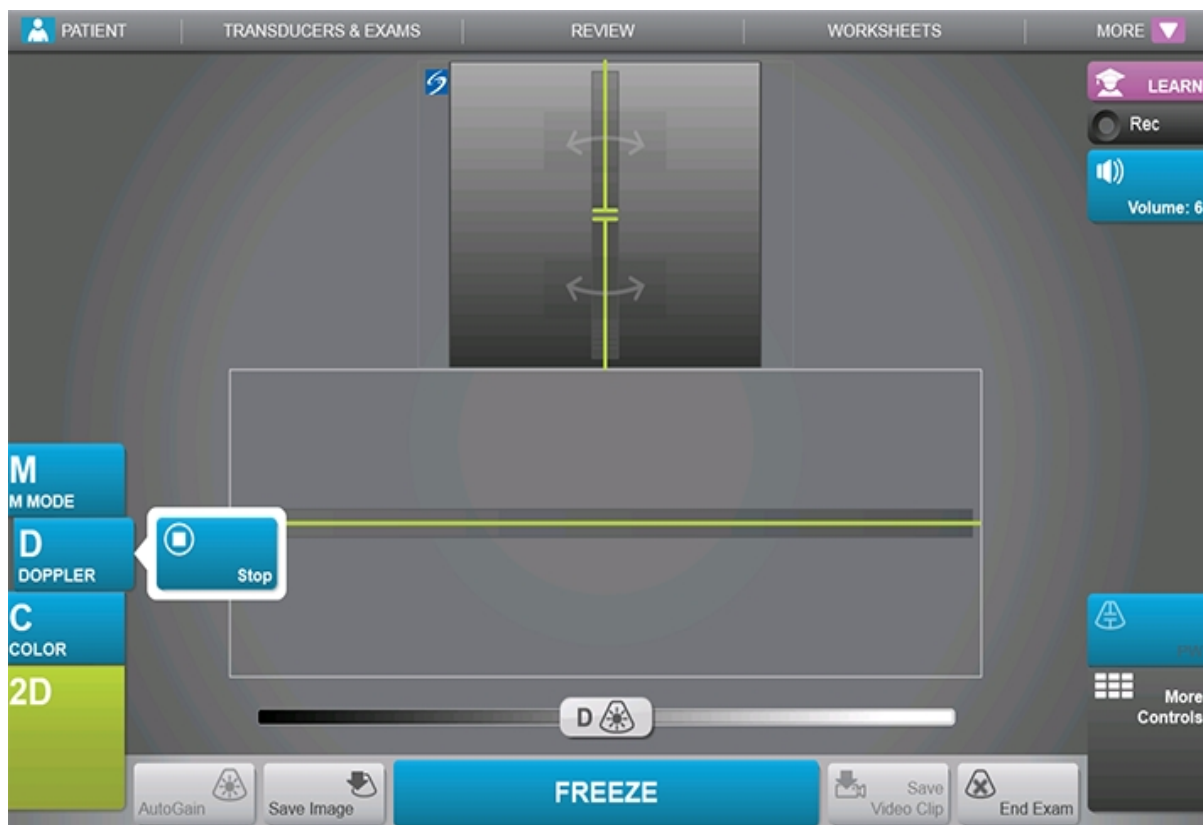 PATIENT
TRANSDUCERS & EXAMS
REVIEW
WORKSHEETS
MORE
LEARN
Rec
Volume: 6
M
M MODE
D
DOPPLER
Stop
C
COLOR
2D
PW
More
Controls
D
AutoGain
Save Image
FREEZE
Save
Video Clip
End Exam